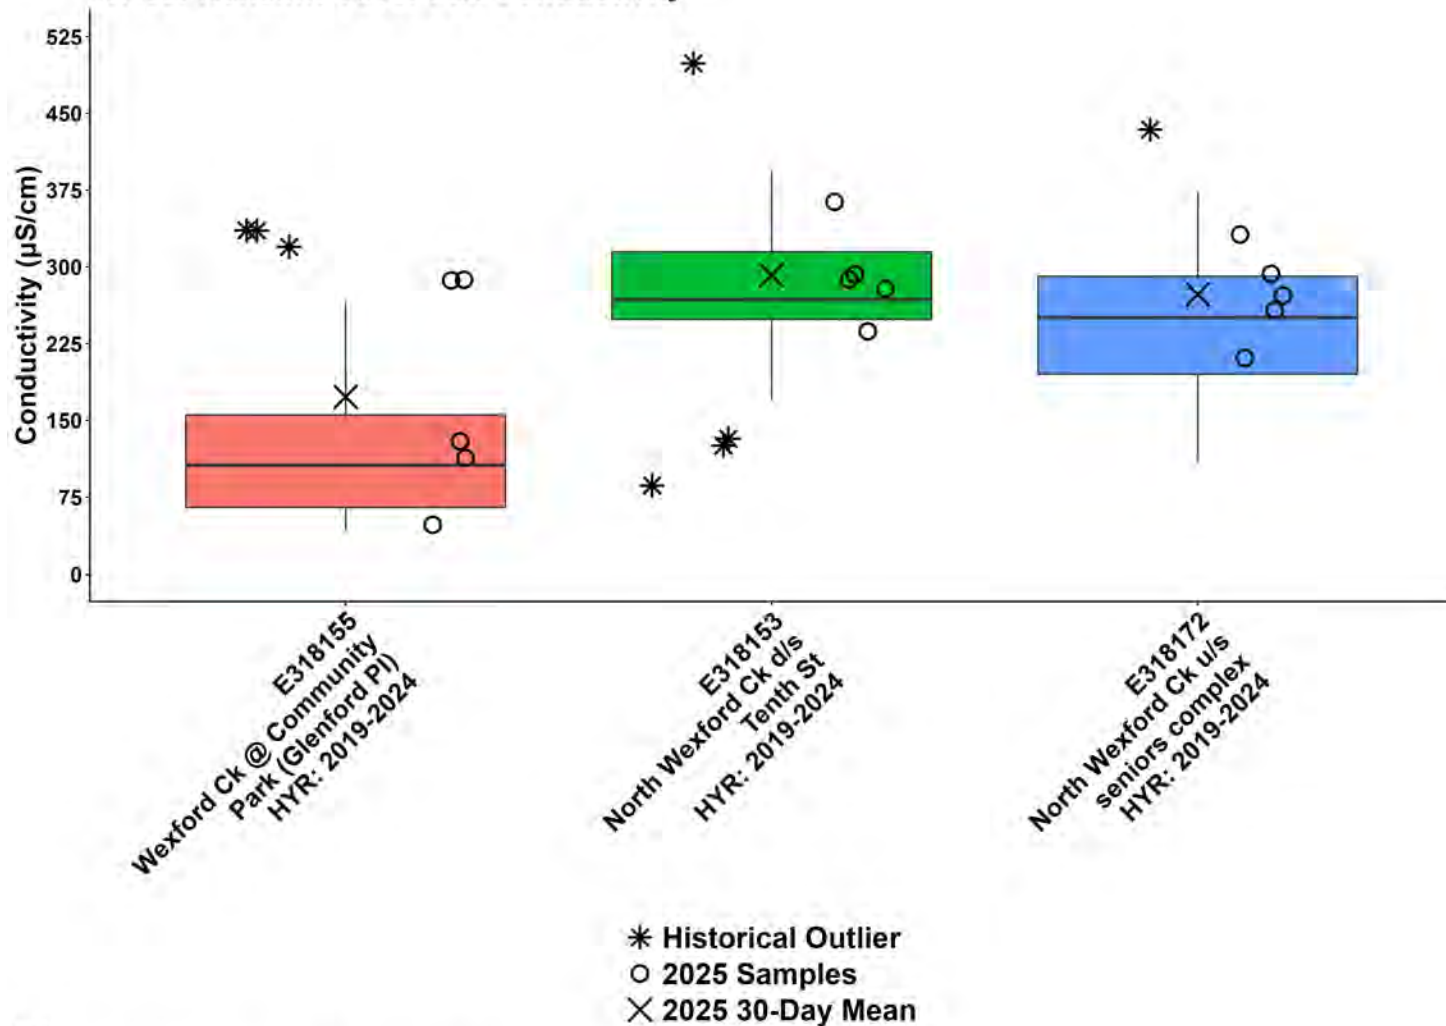 525
450
375
300
225
150
75
0
Conductivity (µS/cm)
E318155
Wexford Ck @ Community
Park (Glenford Pl)
HYR: 2019-2024
E318153
North Wexford Ck d/s
Tenth St
HYR: 2019-2024
E318172
North Wexford Ck u/s
seniors complex
HYR: 2019-2024
Historical Outlier
2025 Samples
2025 30-Day Mean